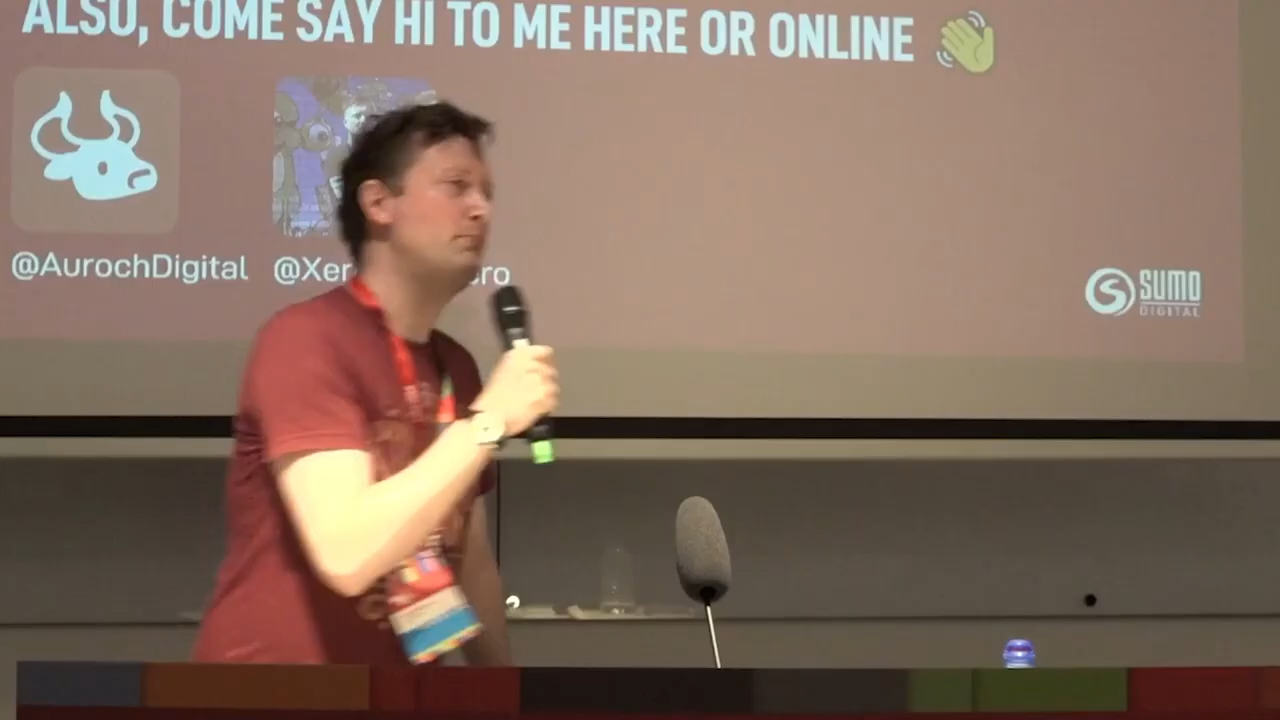 ALSO, COME SAY HI TO ME HERE OR ONLINE
@AurochDigital
SUMO
DIGITAL